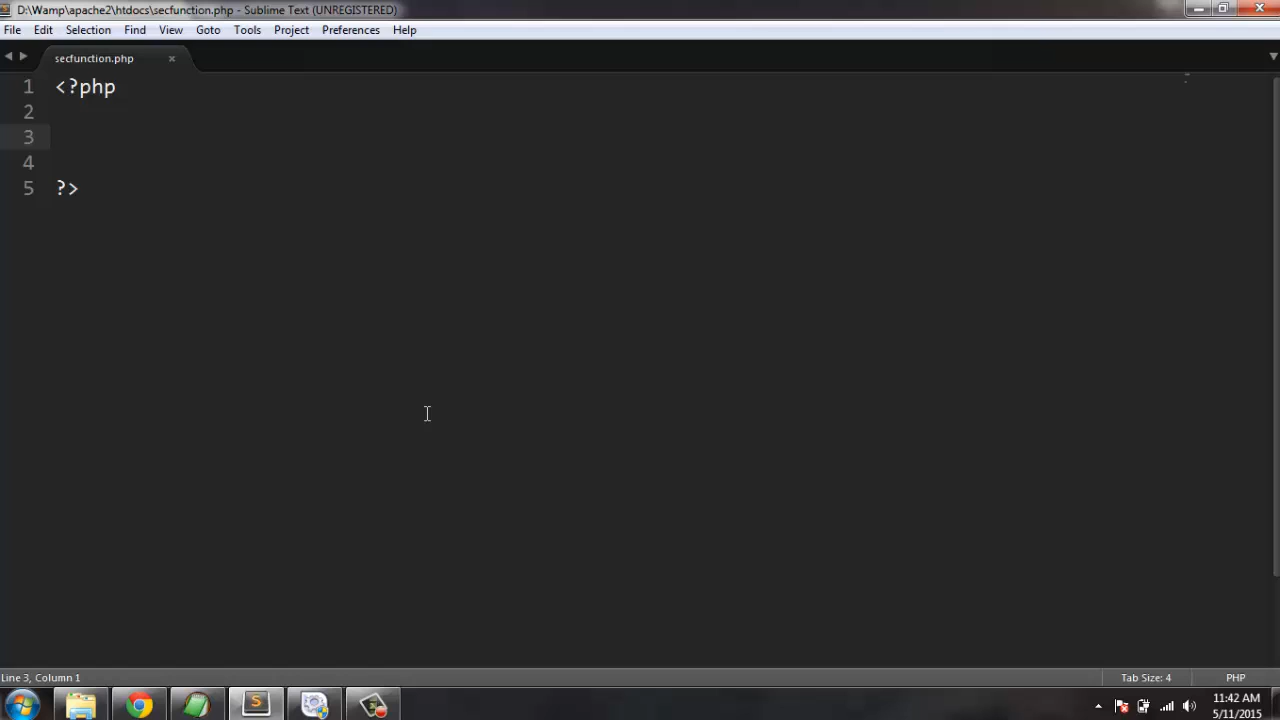 D:\Wamp\apache2\htdocs\secfunction.php - Sublime Text (UNREGISTERED)
File Edit Selection View Goto Tools Project Preferences Help
secfunction.php ×
1 <?php
2
3
4
5 ?>
Line 3, Column 1 Tab Size: 4 PHP
11:42 AM
5/11/2015